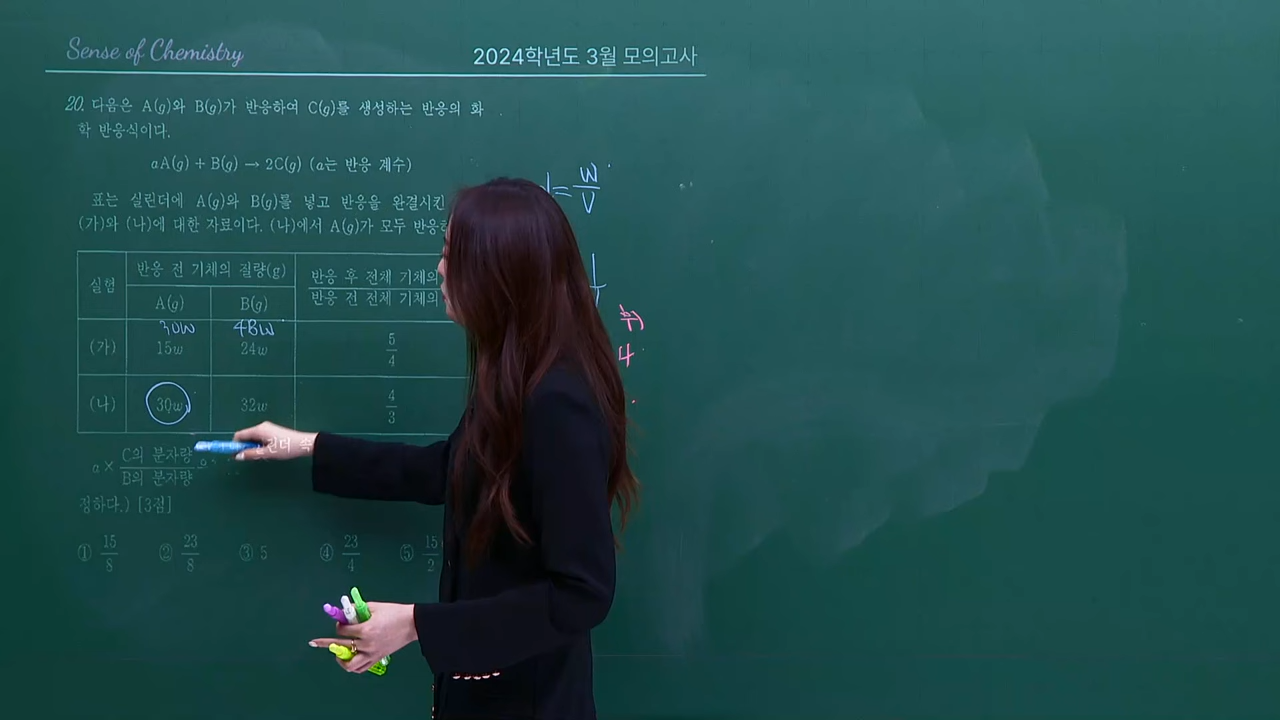 Sense of Chemistry
2024학년도 3월 모의고사
20. 다음은 A(g)와 B(g)가 반응하여 C(g)를 생성하는 반응의 화
학 반응식이다.
aA(g) + B(g) → 2C(g) (a는 반응 계수)
표는 실린더에 A(g)와 B(g)를 넣고 반응을 완결시킨
(가)와 (나)에 대한 자료이다. (나)에서 A(g)가 모두 반응
실험 반응 전 기체의 질량(g) 반응 후 전체 기체의
반응 전 전체 기체의
A(g) B(g)
30w 48w
(가) 15w 24w 5/4
(나) 30w 32w 4/3
린더 속
a × C의 분자량/B의 분자량
정하다.) [3점]
① 15/8 ② 23/8 ③ 5 ④ 23/4 ⑤ 15/2
= w/V
후)
4